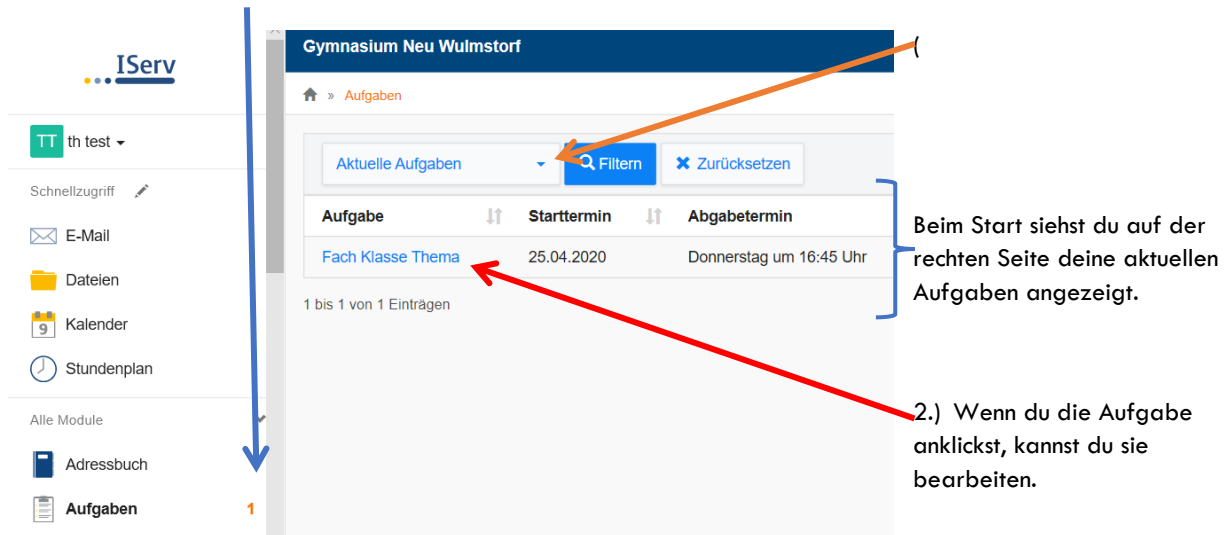 IServ
TT th test
Schnellzugriff
E-Mail
Dateien
9 Kalender
Stundenplan
Alle Module
Adressbuch
Aufgaben 1
Gymnasium Neu Wulmstorf
» Aufgaben
Aktuelle Aufgaben Filtern Zurücksetzen
Aufgabe Starttermin Abgabetermin
Fach Klasse Thema 25.04.2020 Donnerstag um 16:45 Uhr
1 bis 1 von 1 Einträgen
(
Beim Start siehst du auf der
rechten Seite deine aktuellen
Aufgaben angezeigt.
2.) Wenn du die Aufgabe
anklickst, kannst du sie
bearbeiten.